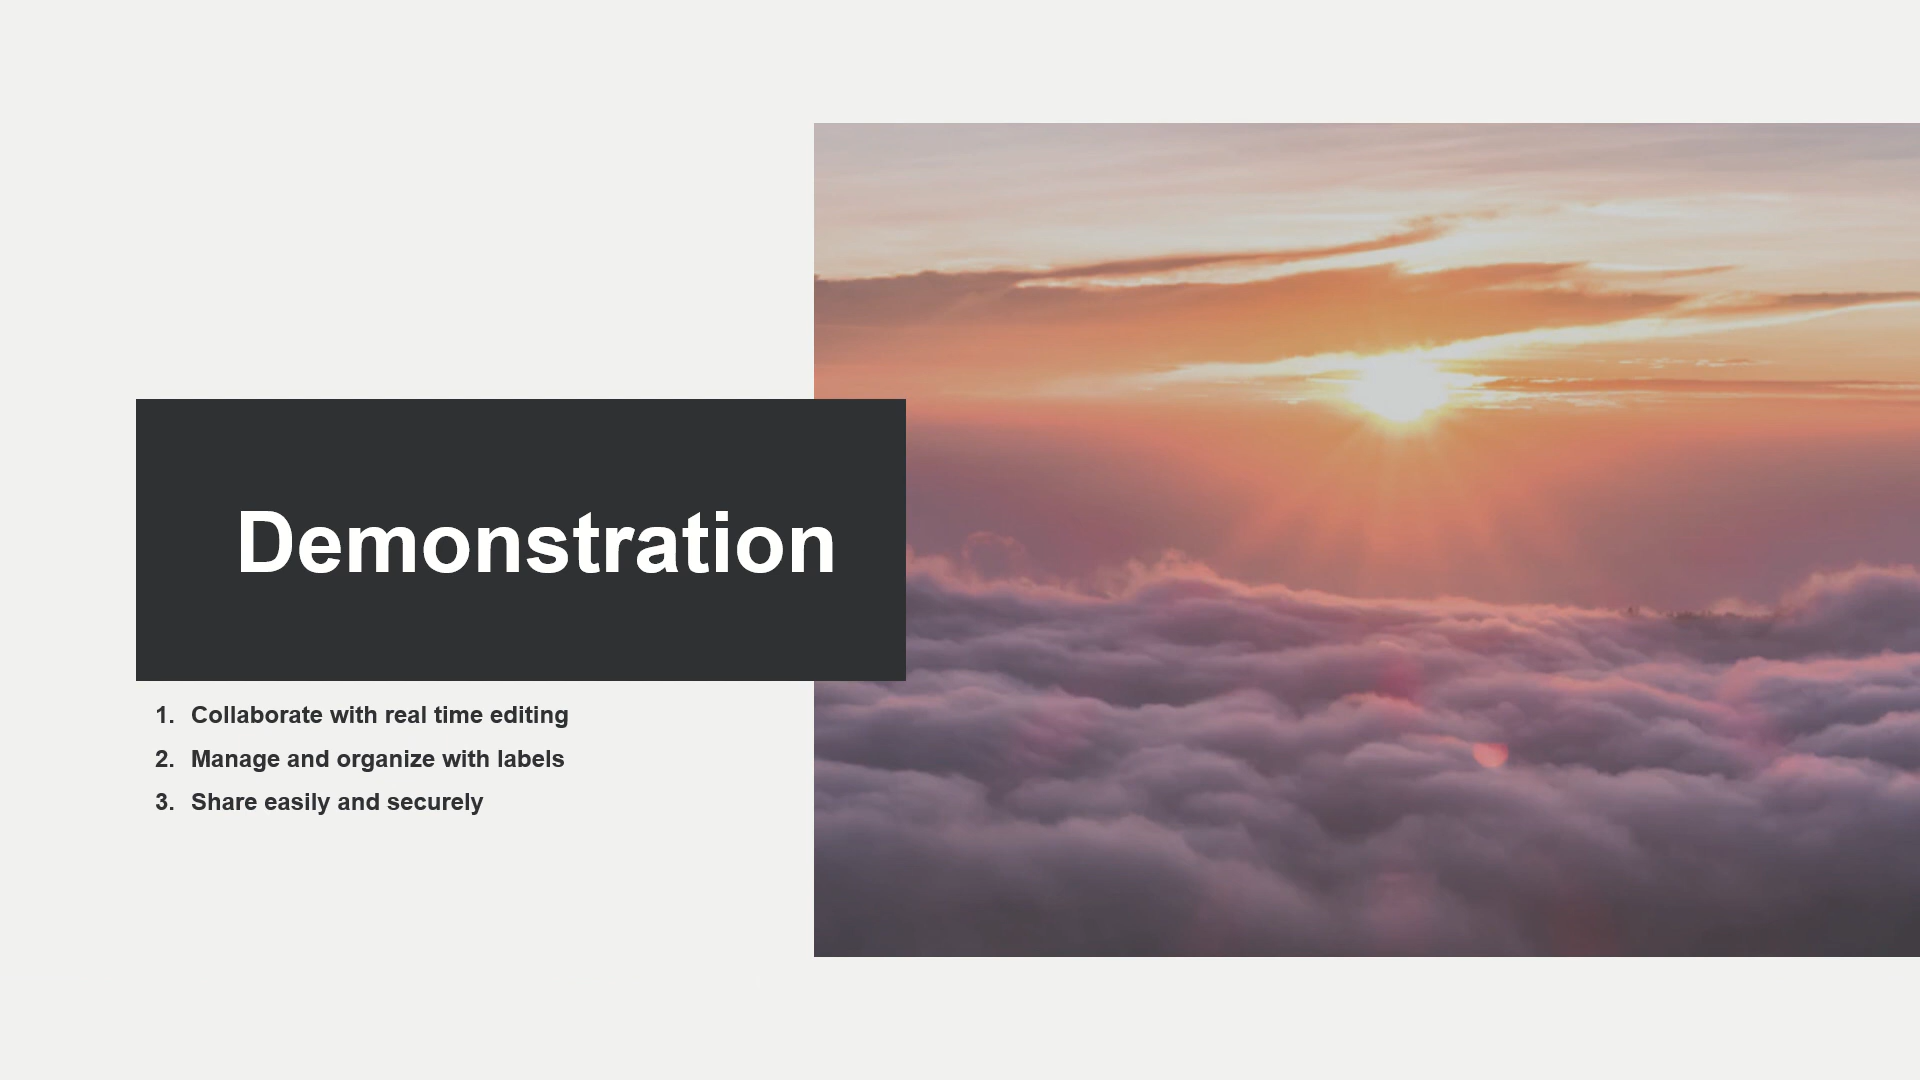 Demonstration
1. Collaborate with real time editing
2. Manage and organize with labels
3. Share easily and securely